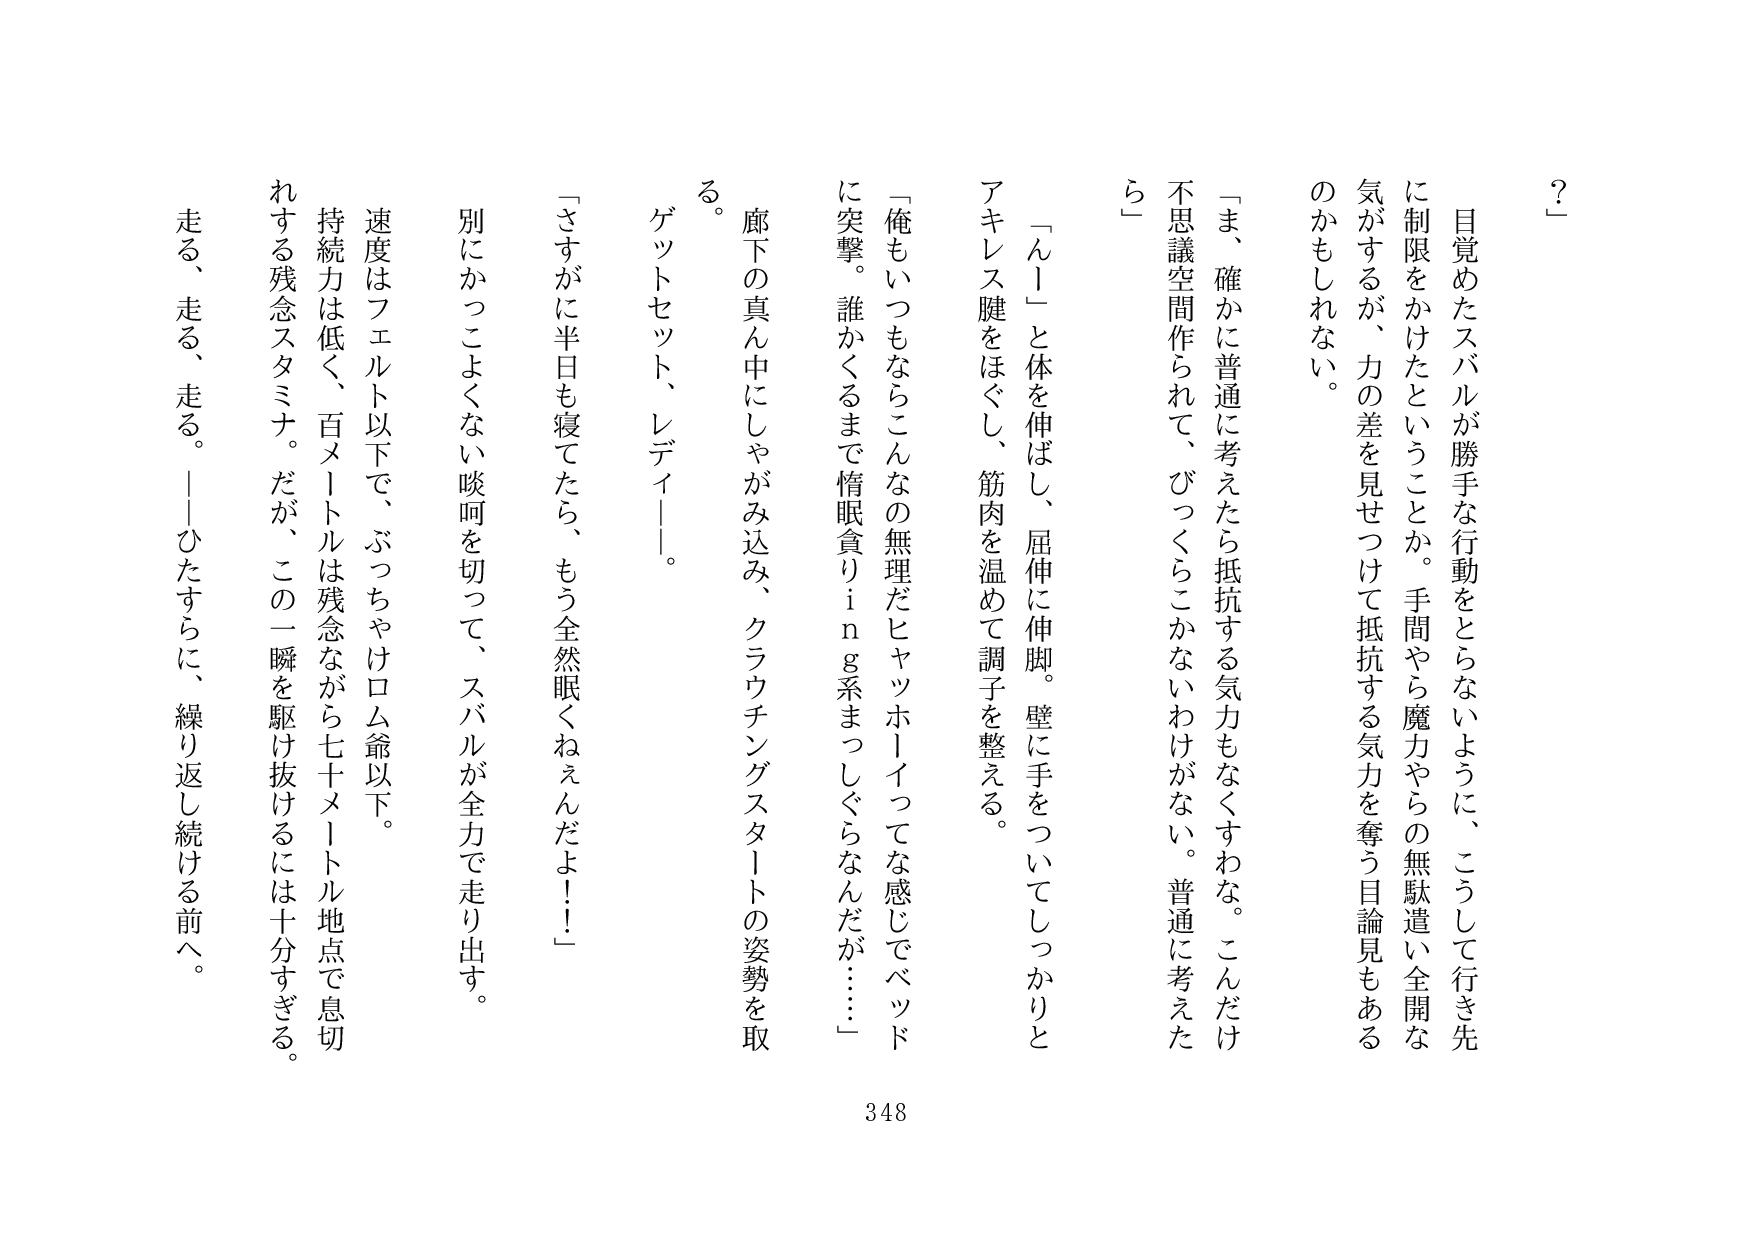 ？」
　目覚めたスバルが勝手な行動をとらないように、こうして行き先
に制限をかけたということか。手間やら魔力やらの無駄遣い全開な
気がするが、力の差を見せつけて抵抗する気力を奪う目論見もある
のかもしれない。
「ま、確かに普通に考えたら抵抗する気力もなくすわな。こんだけ
不思議空間作られて、びっくらこかないわけがない。普通に考えた
ら」
「んー」と体を伸ばし、屈伸に伸脚。壁に手をついてしっかりと
アキレス腱をほぐし、筋肉を温めて調子を整える。
「俺もいつもならこんなの無理だヒャッホーイってな感じでベッド
に突撃。誰かくるまで惰眠貪りｉｎｇ系まっしぐらなんだが……」
　廊下の真ん中にしゃがみ込み、クラウチングスタートの姿勢を取
る。
　ゲットセット、レディ――。
「さすがに半日も寝てたら、もう全然眠くねぇんだよ！！」
　別にかっこよくない啖呵を切って、スバルが全力で走り出す。
　速度はフェルト以下で、ぶっちゃけロム爺以下。
　持続力は低く、百メートルは残念ながら七十メートル地点で息切
れする残念スタミナ。だが、この一瞬を駆け抜けるには十分すぎる。
　走る、走る、走る。――ひたすらに、繰り返し続ける前へ。
348